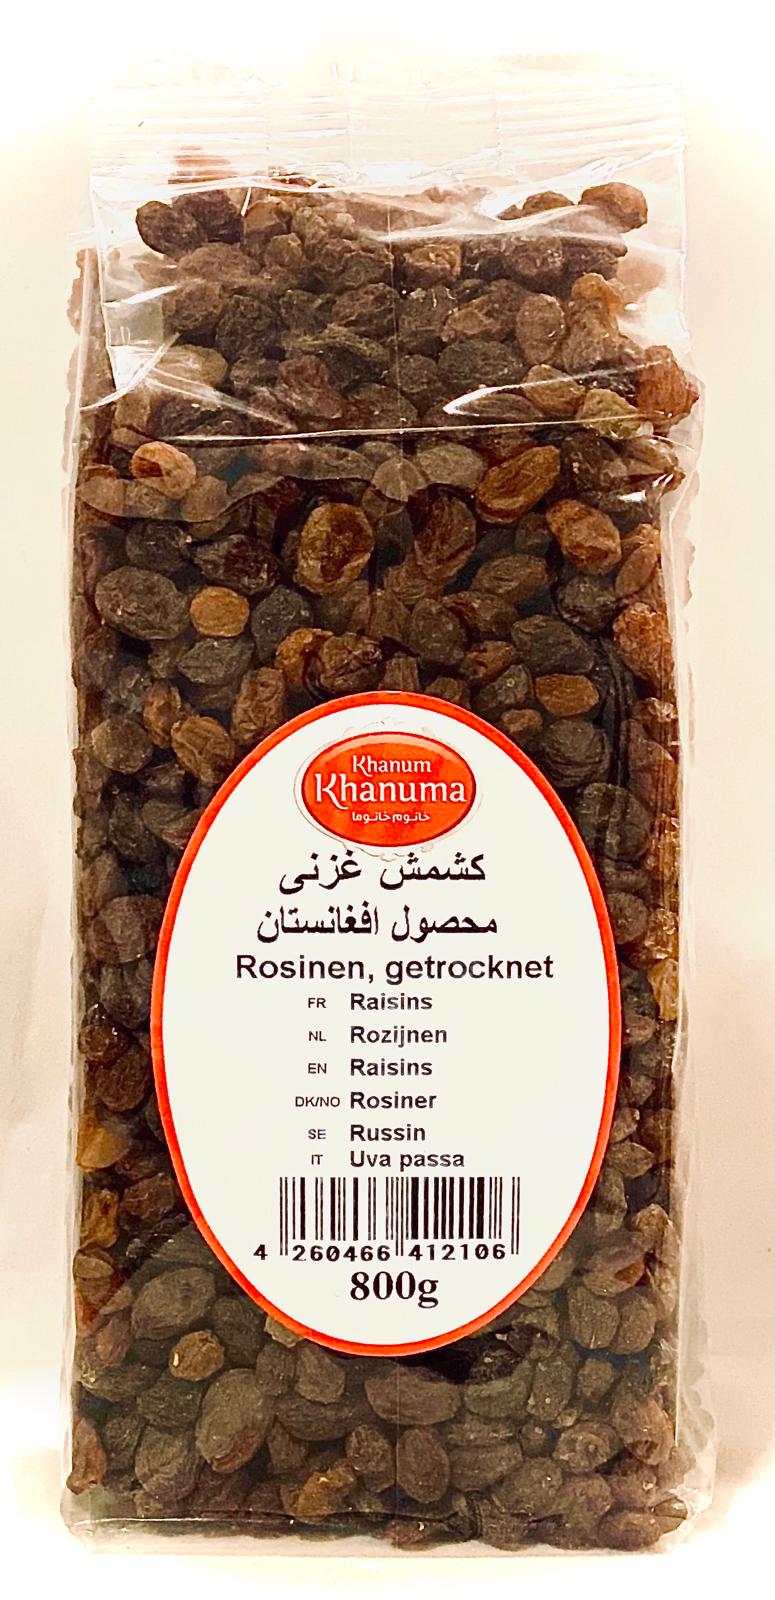 Khanum
Khanuma
خانوم خانوما
کشمش غزنی
محصول افغانستان
Rosinen, getrocknet
FR Raisins
NL Rozijnen
EN Raisins
DK/NO Rosiner
SE Russin
IT Uva passa
4 260466 412106
800g